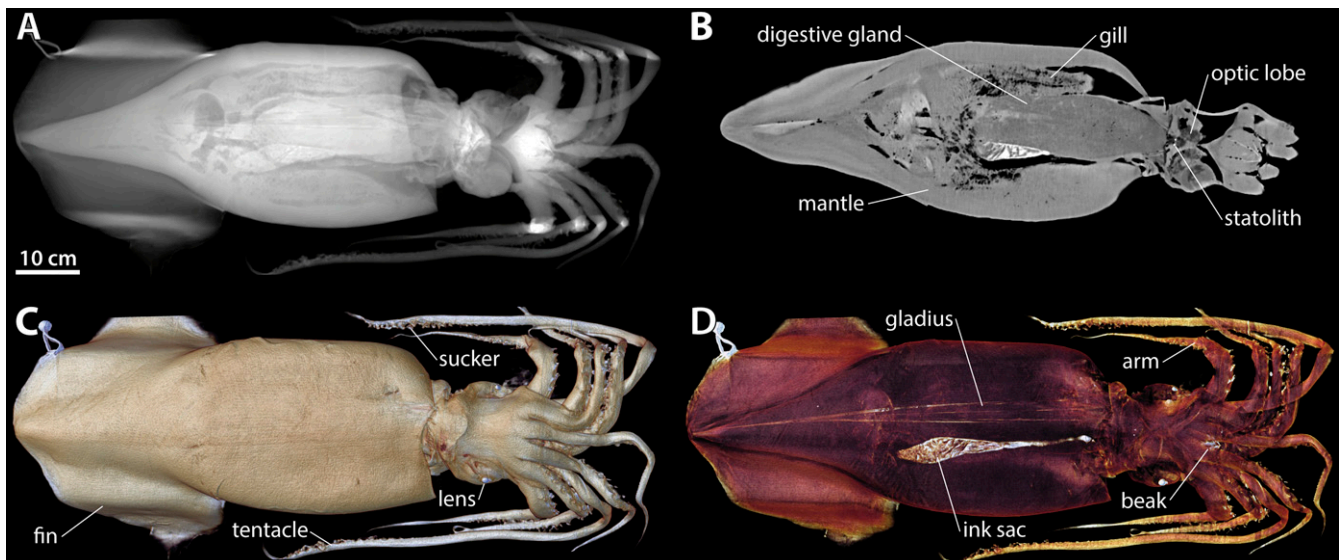 A
10 cm
B
digestive gland
gill
optic lobe
mantle
statolith
C
sucker
lens
fin
tentacle
D
gladius
arm
beak
ink sac